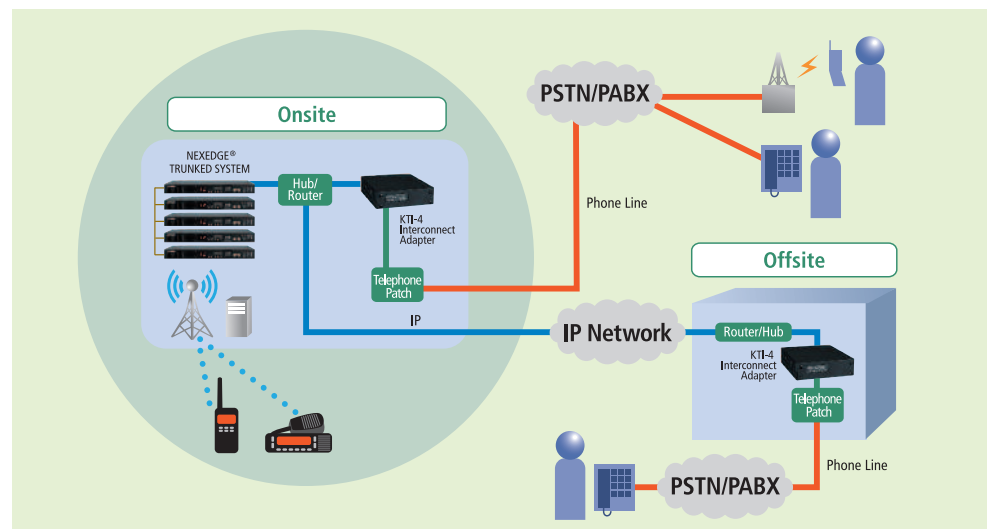 Onsite
NEXEDGE®
TRUNKED SYSTEM
Hub/
Router
KTI-4
Interconnect
Adapter
Telephone
Patch
IP
PSTN/PABX
Phone Line
IP Network
Offsite
Router/Hub
KTI-4
Interconnect
Adapter
Telephone
Patch
Phone Line
PSTN/PABX